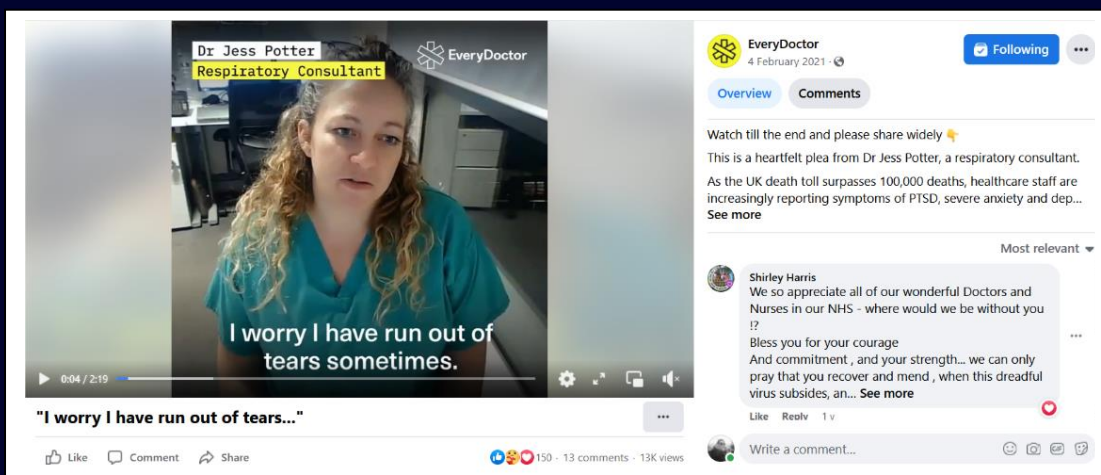 Dr Jess Potter
Respiratory Consultant
EveryDoctor
I worry I have run out of
tears sometimes.
0:04 / 2:19
"I worry I have run out of tears..."
Like Comment Share
150 · 13 comments · 13K views
EveryDoctor
4 February 2021 ·
Following
Overview Comments
Watch till the end and please share widely 👇
This is a heartfelt plea from Dr Jess Potter, a respiratory consultant.
As the UK death toll surpasses 100,000 deaths, healthcare staff are
increasingly reporting symptoms of PTSD, severe anxiety and dep...
See more
Most relevant
Shirley Harris
We so appreciate all of our wonderful Doctors and
Nurses in our NHS - where would we be without you
!?
Bless you for your courage
And commitment , and your strength... we can only
pray that you recover and mend , when this dreadful
virus subsides, an... See more
Like Reply 1 v
Write a comment...
GIF